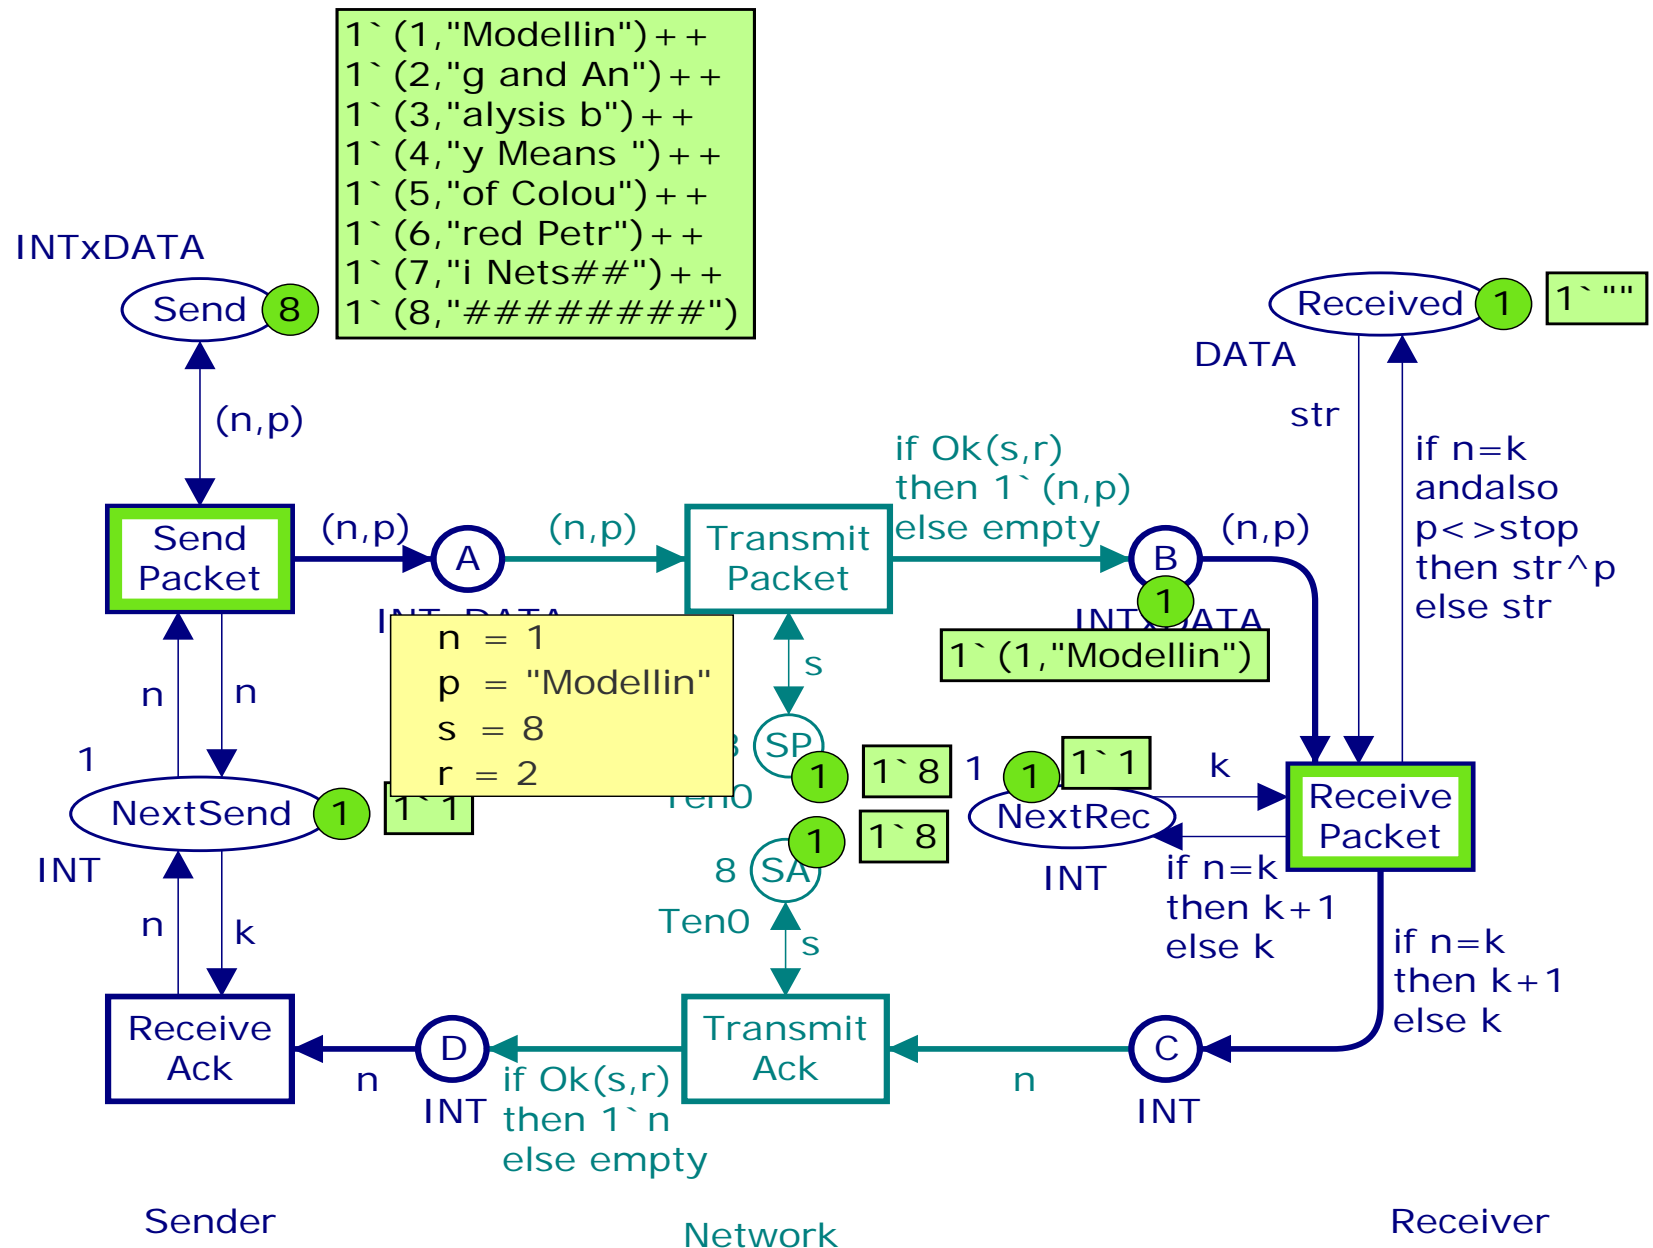 1`(1,"Modellin")++
1`(2,"g and An")++
1`(3,"alysis b")++
1`(4,"y Means ")++
1`(5,"of Colou")++
1`(6,"red Petr")++
1`(7,"i Nets##")++
1`(8,"########")
INTxDATA
Send
8
Received
1
1`""
DATA
(n,p)
str
if n=k
andalso
p<>stop
then str^p
else str
if Ok(s,r)
then 1`(n,p)
else empty
Send
Packet
(n,p)
A
(n,p)
Transmit
Packet
B
(n,p)
1
INTxDATA
1`(1,"Modellin")
n = 1
p = "Modellin"
s = 8
r = 2
n
n
s
1
NextSend
1
1`1
INT
SP
1
1`8
Ten0
8
SA
1
1`8
Ten0
s
1
1
1`1
NextRec
INT
k
Receive
Packet
if n=k
then k+1
else k
if n=k
then k+1
else k
n
k
Receive
Ack
n
D
INT
if Ok(s,r)
then 1`n
else empty
Transmit
Ack
n
C
INT
Sender
Network
Receiver